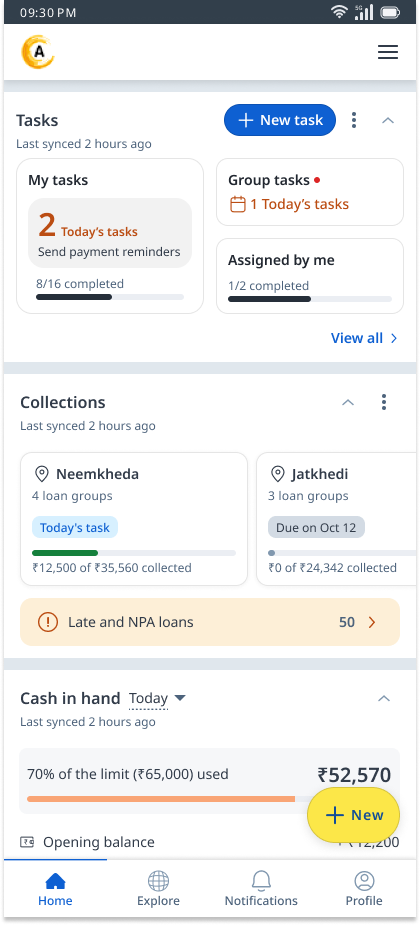 09:30 PM
5G
A
Tasks
+ New task
Last synced 2 hours ago
My tasks
2 Today's tasks
Send payment reminders
8/16 completed
Group tasks
1 Today's tasks
Assigned by me
1/2 completed
View all
Collections
Last synced 2 hours ago
Neemkheda
4 loan groups
Today's task
₹12,500 of ₹35,560 collected
Jatkhedi
3 loan groups
Due on Oct 12
₹0 of ₹24,342 collected
Late and NPA loans 50
Cash in hand Today
Last synced 2 hours ago
70% of the limit (₹65,000) used ₹52,570
+ New
Opening balance
Home
Explore
Notifications
Profile